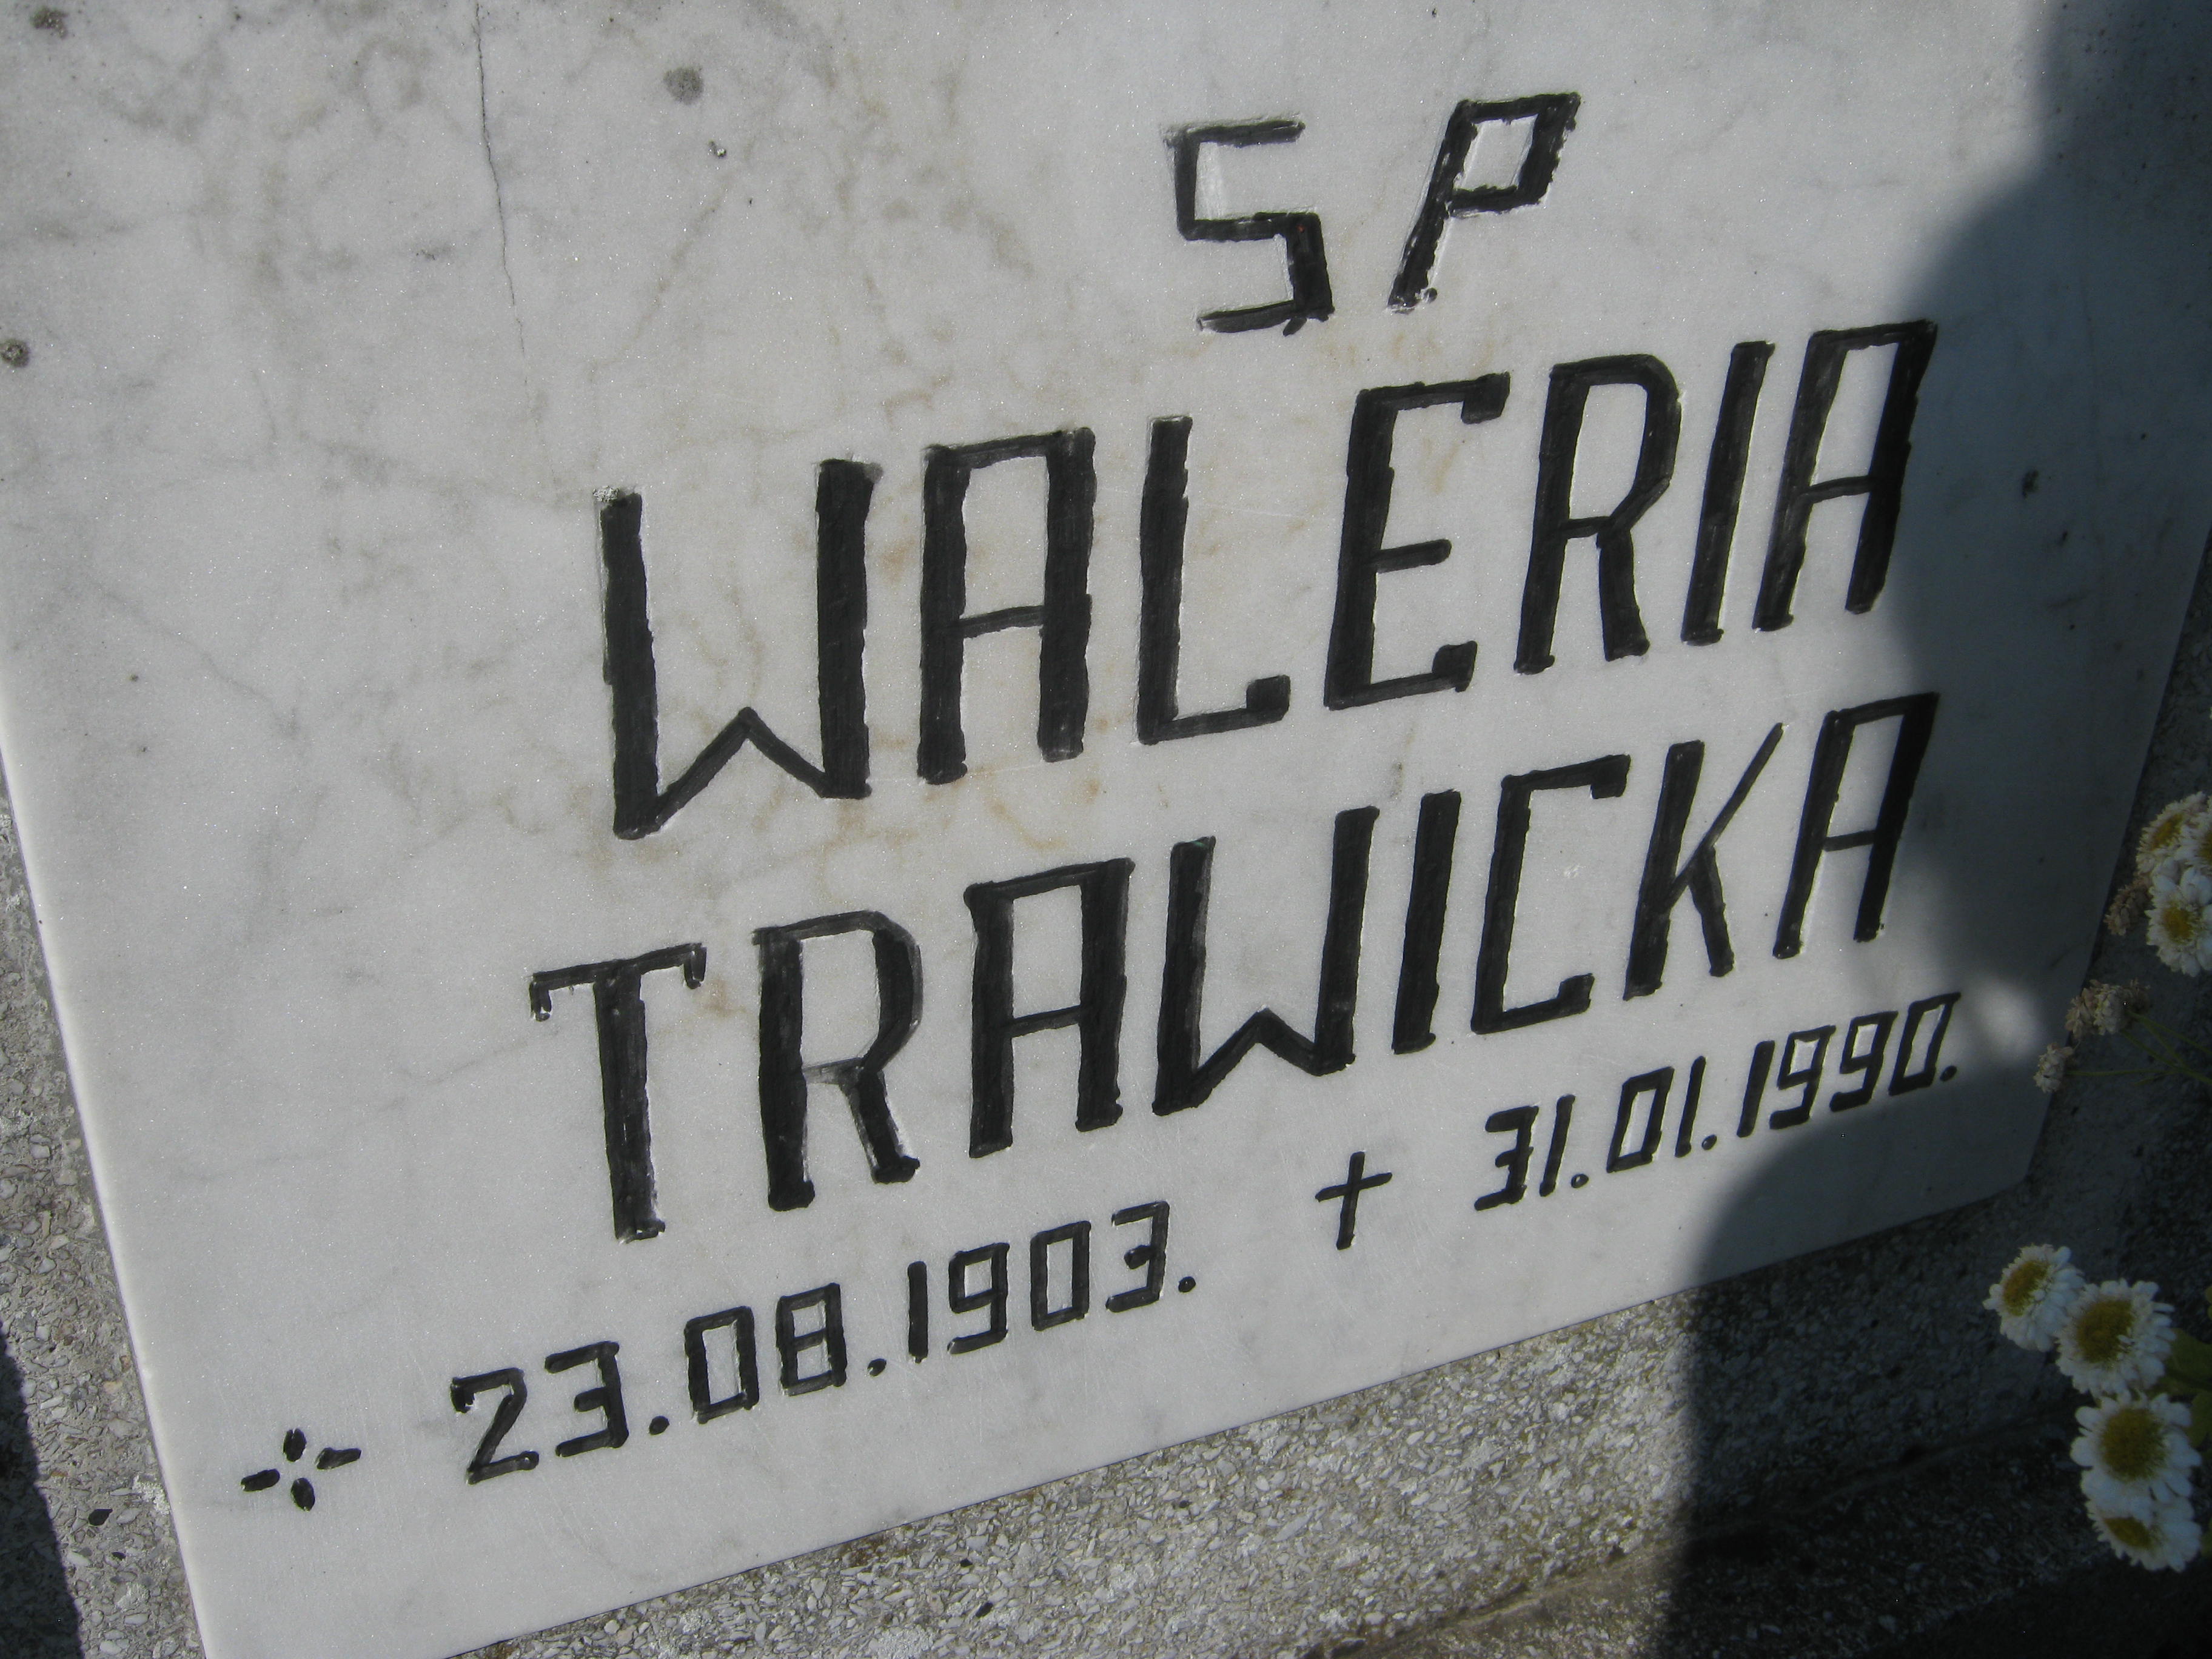 S P
WALERIA
TRAWICKA
23.08.1903. + 31.01.1990.